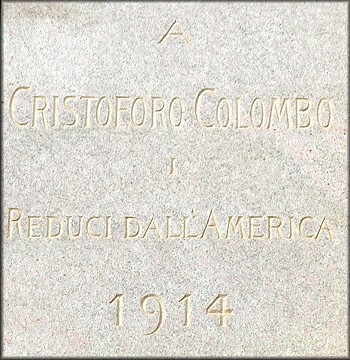 A
CRISTOFORO COLOMBO
I
REDUCI DALL'AMERICA
1914